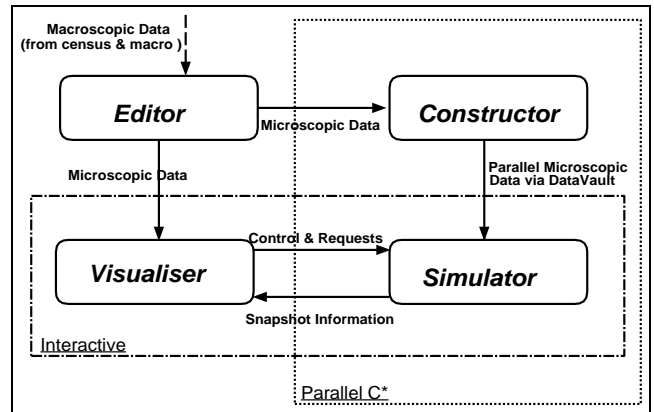 Macroscopic Data
(from census & macro )
Editor
Constructor
Microscopic Data
Microscopic Data
Parallel Microscopic
Data via DataVault
Control & Requests
Visualiser
Simulator
Snapshot Information
Interactive
Parallel C*